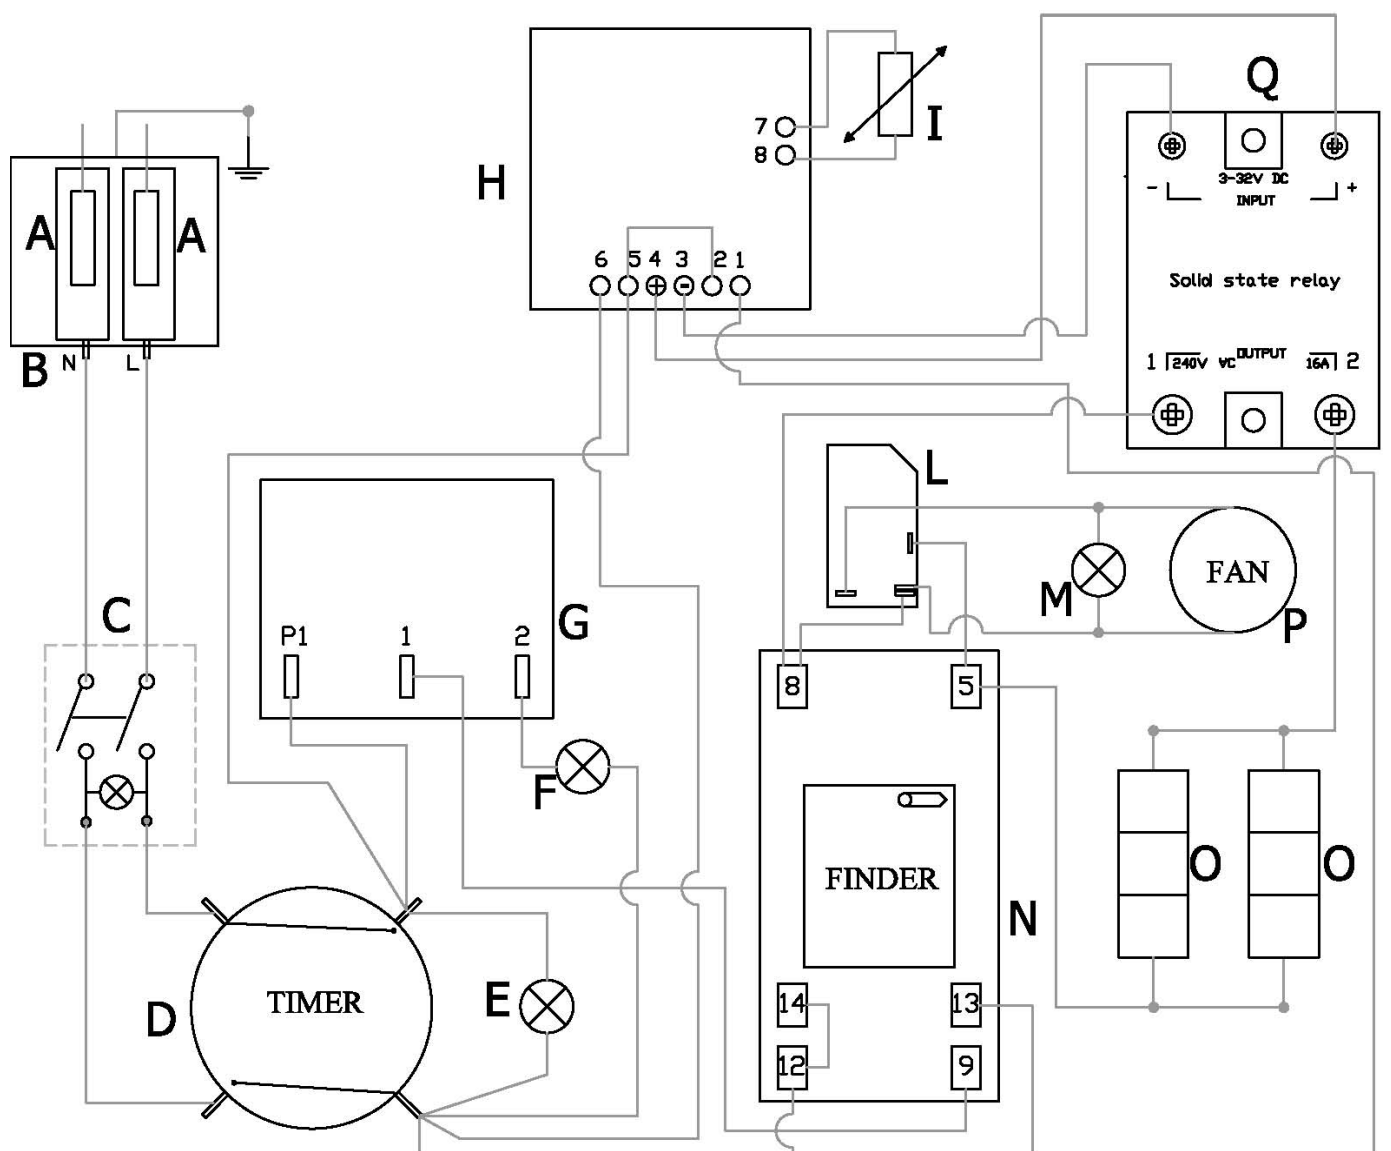 Q
I
7
8
H
A
A
3-32V DC
- INPUT +
6 5 4 3 2 1
+ -
Solid state relay
B
N
L
1 240V AC OUTPUT 16A 2
L
C
P1
1
2
G
M
FAN
P
8
5
F
FINDER
O
O
N
D
TIMER
E
14
13
12
9